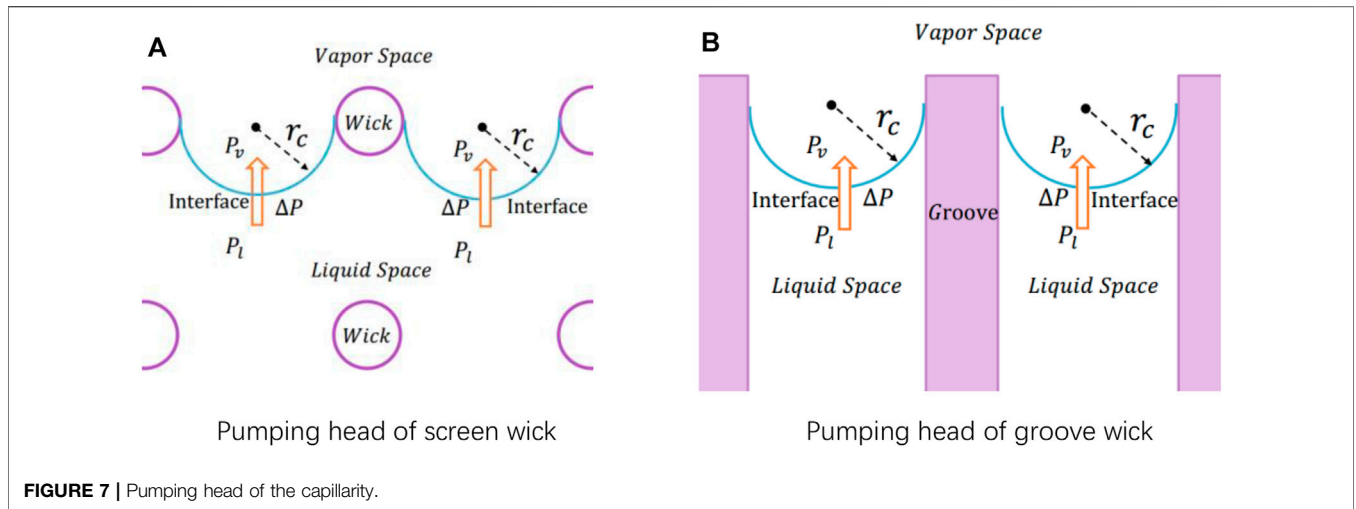 A
Vapor Space
Wick
r_c
r_c
P_v
P_v
Interface
ΔP
ΔP
Interface
P_l
P_l
Liquid Space
Wick
Pumping head of screen wick
B
Vapor Space
r_c
r_c
P_v
P_v
Interface
ΔP
Groove
ΔP
Interface
P_l
P_l
Liquid Space
Liquid Space
Pumping head of groove wick
FIGURE 7 | Pumping head of the capillarity.